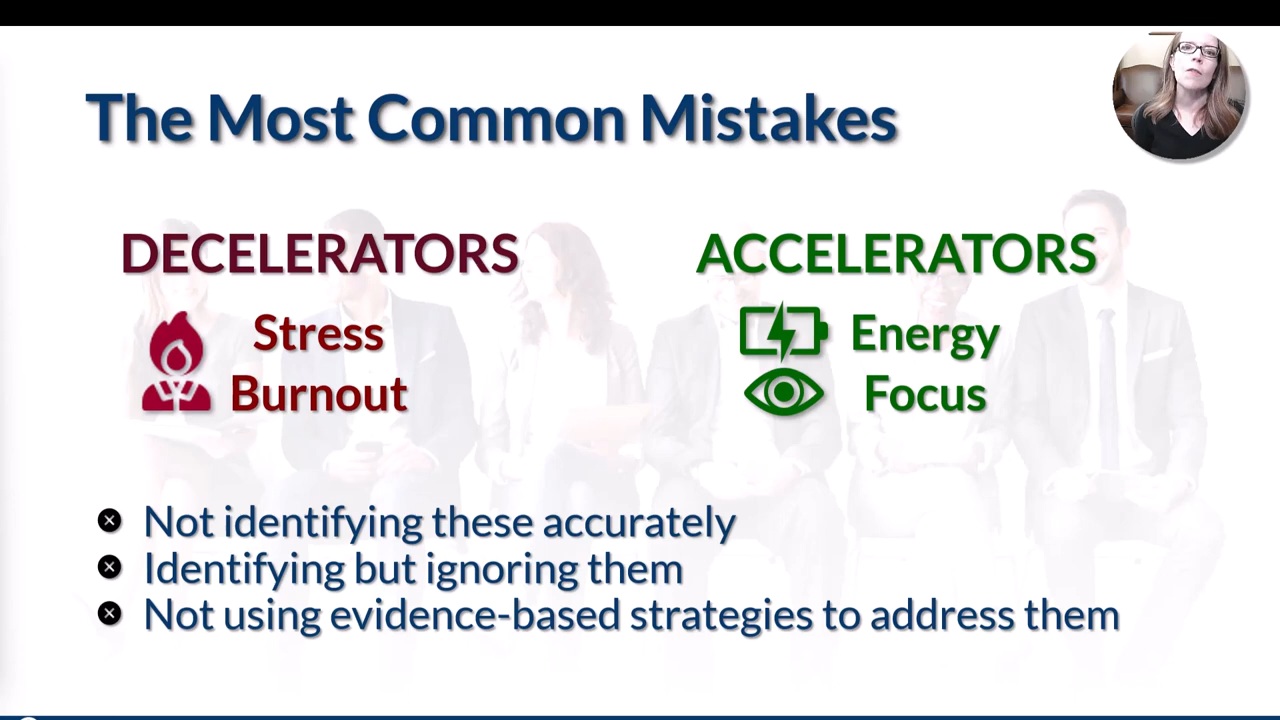 The Most Common Mistakes
DECELERATORS
Stress
Burnout
ACCELERATORS
Energy
Focus
Not identifying these accurately
Identifying but ignoring them
Not using evidence-based strategies to address them